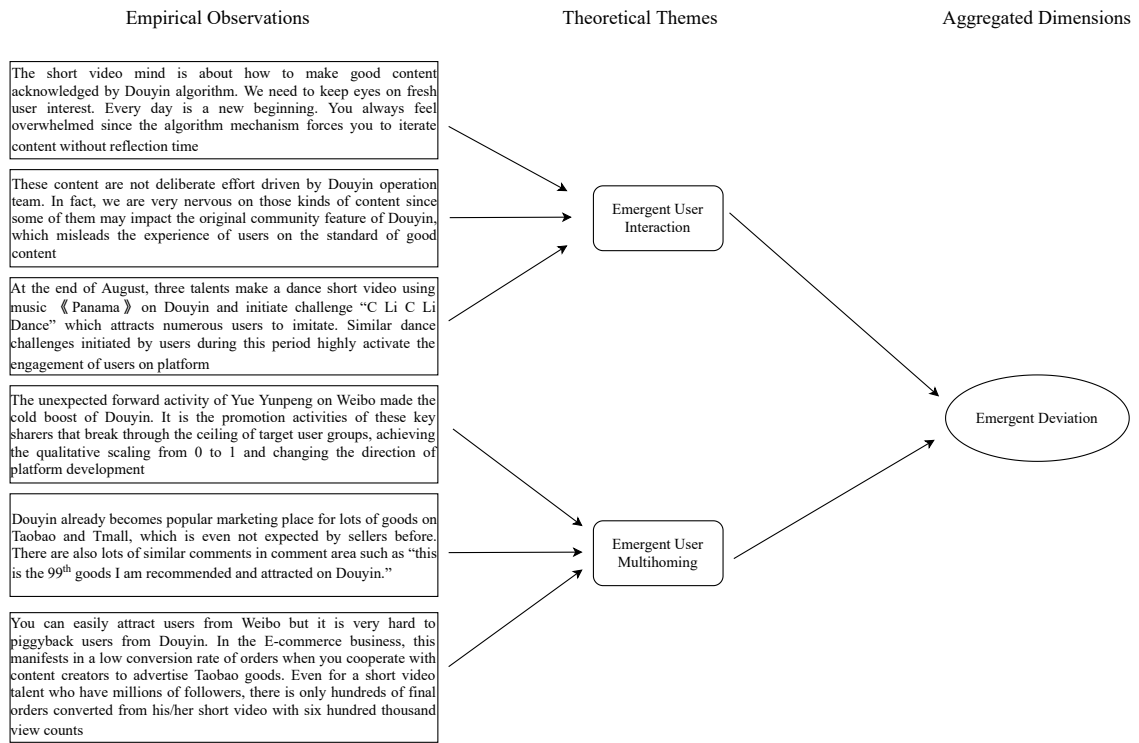 Empirical Observations
Theoretical Themes
Aggregated Dimensions
The short video mind is about how to make good content
acknowledged by Douyin algorithm. We need to keep eyes on fresh
user interest. Every day is a new beginning. You always feel
overwhelmed since the algorithm mechanism forces you to iterate
content without reflection time
These content are not deliberate effort driven by Douyin operation
team. In fact, we are very nervous on those kinds of content since
some of them may impact the original community feature of Douyin,
which misleads the experience of users on the standard of good
content
At the end of August, three talents make a dance short video using
music 《Panama》 on Douyin and initiate challenge “C Li C Li
Dance” which attracts numerous users to imitate. Similar dance
challenges initiated by users during this period highly activate the
engagement of users on platform
The unexpected forward activity of Yue Yunpeng on Weibo made the
cold boost of Douyin. It is the promotion activities of these key
sharers that break through the ceiling of target user groups, achieving
the qualitative scaling from 0 to 1 and changing the direction of
platform development
Douyin already becomes popular marketing place for lots of goods on
Taobao and Tmall, which is even not expected by sellers before.
There are also lots of similar comments in comment area such as “this
is the 99th goods I am recommended and attracted on Douyin.”
You can easily attract users from Weibo but it is very hard to
piggyback users from Douyin. In the E-commerce business, this
manifests in a low conversion rate of orders when you cooperate with
content creators to advertise Taobao goods. Even for a short video
talent who have millions of followers, there is only hundreds of final
orders converted from his/her short video with six hundred thousand
view counts
Emergent User
Interaction
Emergent User
Multihoming
Emergent Deviation